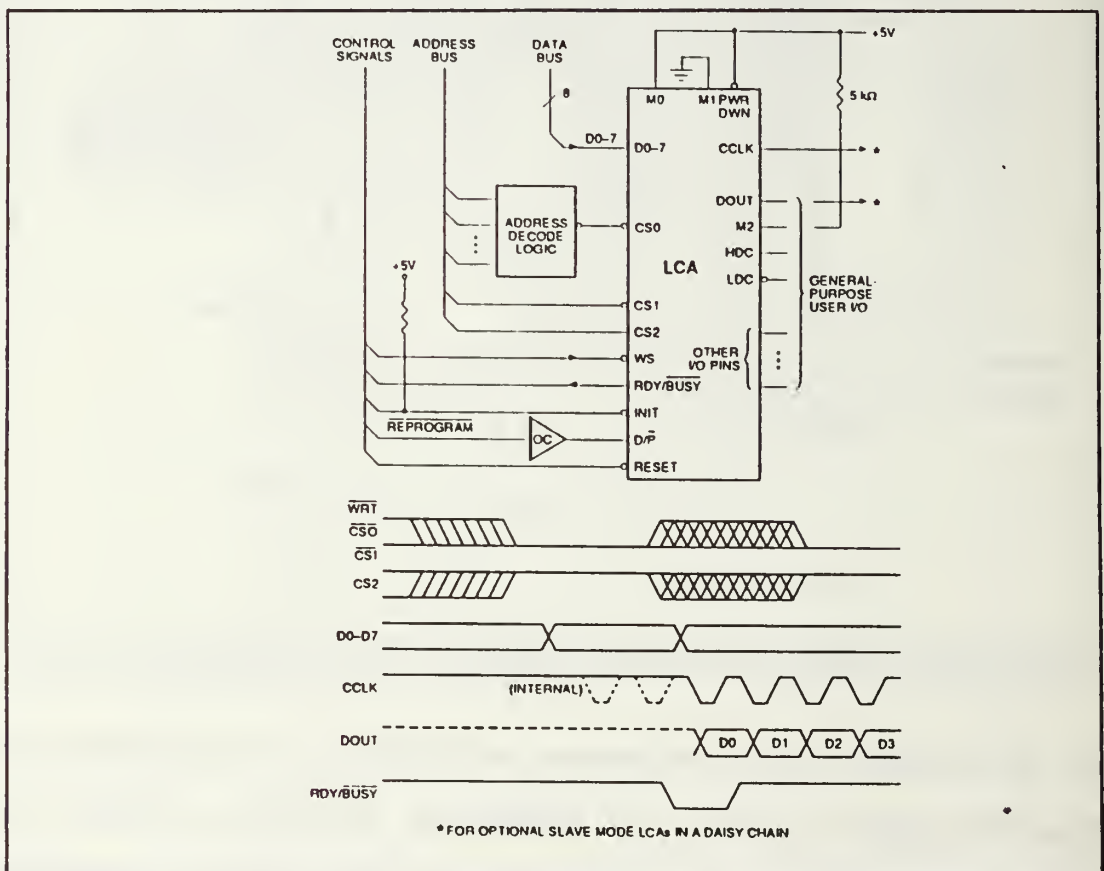 CONTROL SIGNALS
ADDRESS BUS
DATA BUS
8
D0-7
+5V
5 kΩ
M0
M1
PWR DWN
D0-7
CCLK
*
DOUT
*
M2
HDC
LDC
ADDRESS
DECODE
LOGIC
CS0
LCA
GENERAL-
PURPOSE
USER I/O
+5V
CS1
CS2
OTHER
I/O PINS
WS
RDY/BUSY
INIT
REPROGRAM
OC
D/P
RESET
WRT
CS0
CS1
CS2
D0-D7
CCLK
(INTERNAL)
DOUT
D0
D1
D2
D3
RDY/BUSY
* FOR OPTIONAL SLAVE MODE LCAs IN A DAISY CHAIN